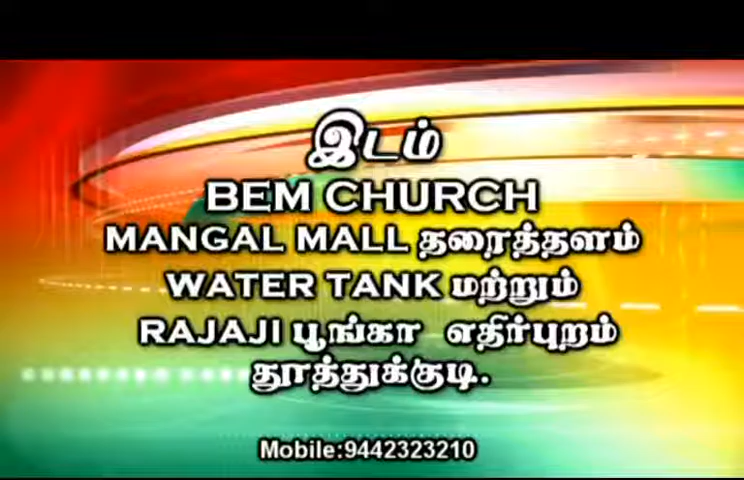 இடம்
BEM CHURCH
MANGAL MALL தரைத்தளம்
WATER TANK மற்றும்
RAJAJI பூங்கா எதிர்புறம்
தூத்துக்குடி.
Mobile:9442323210